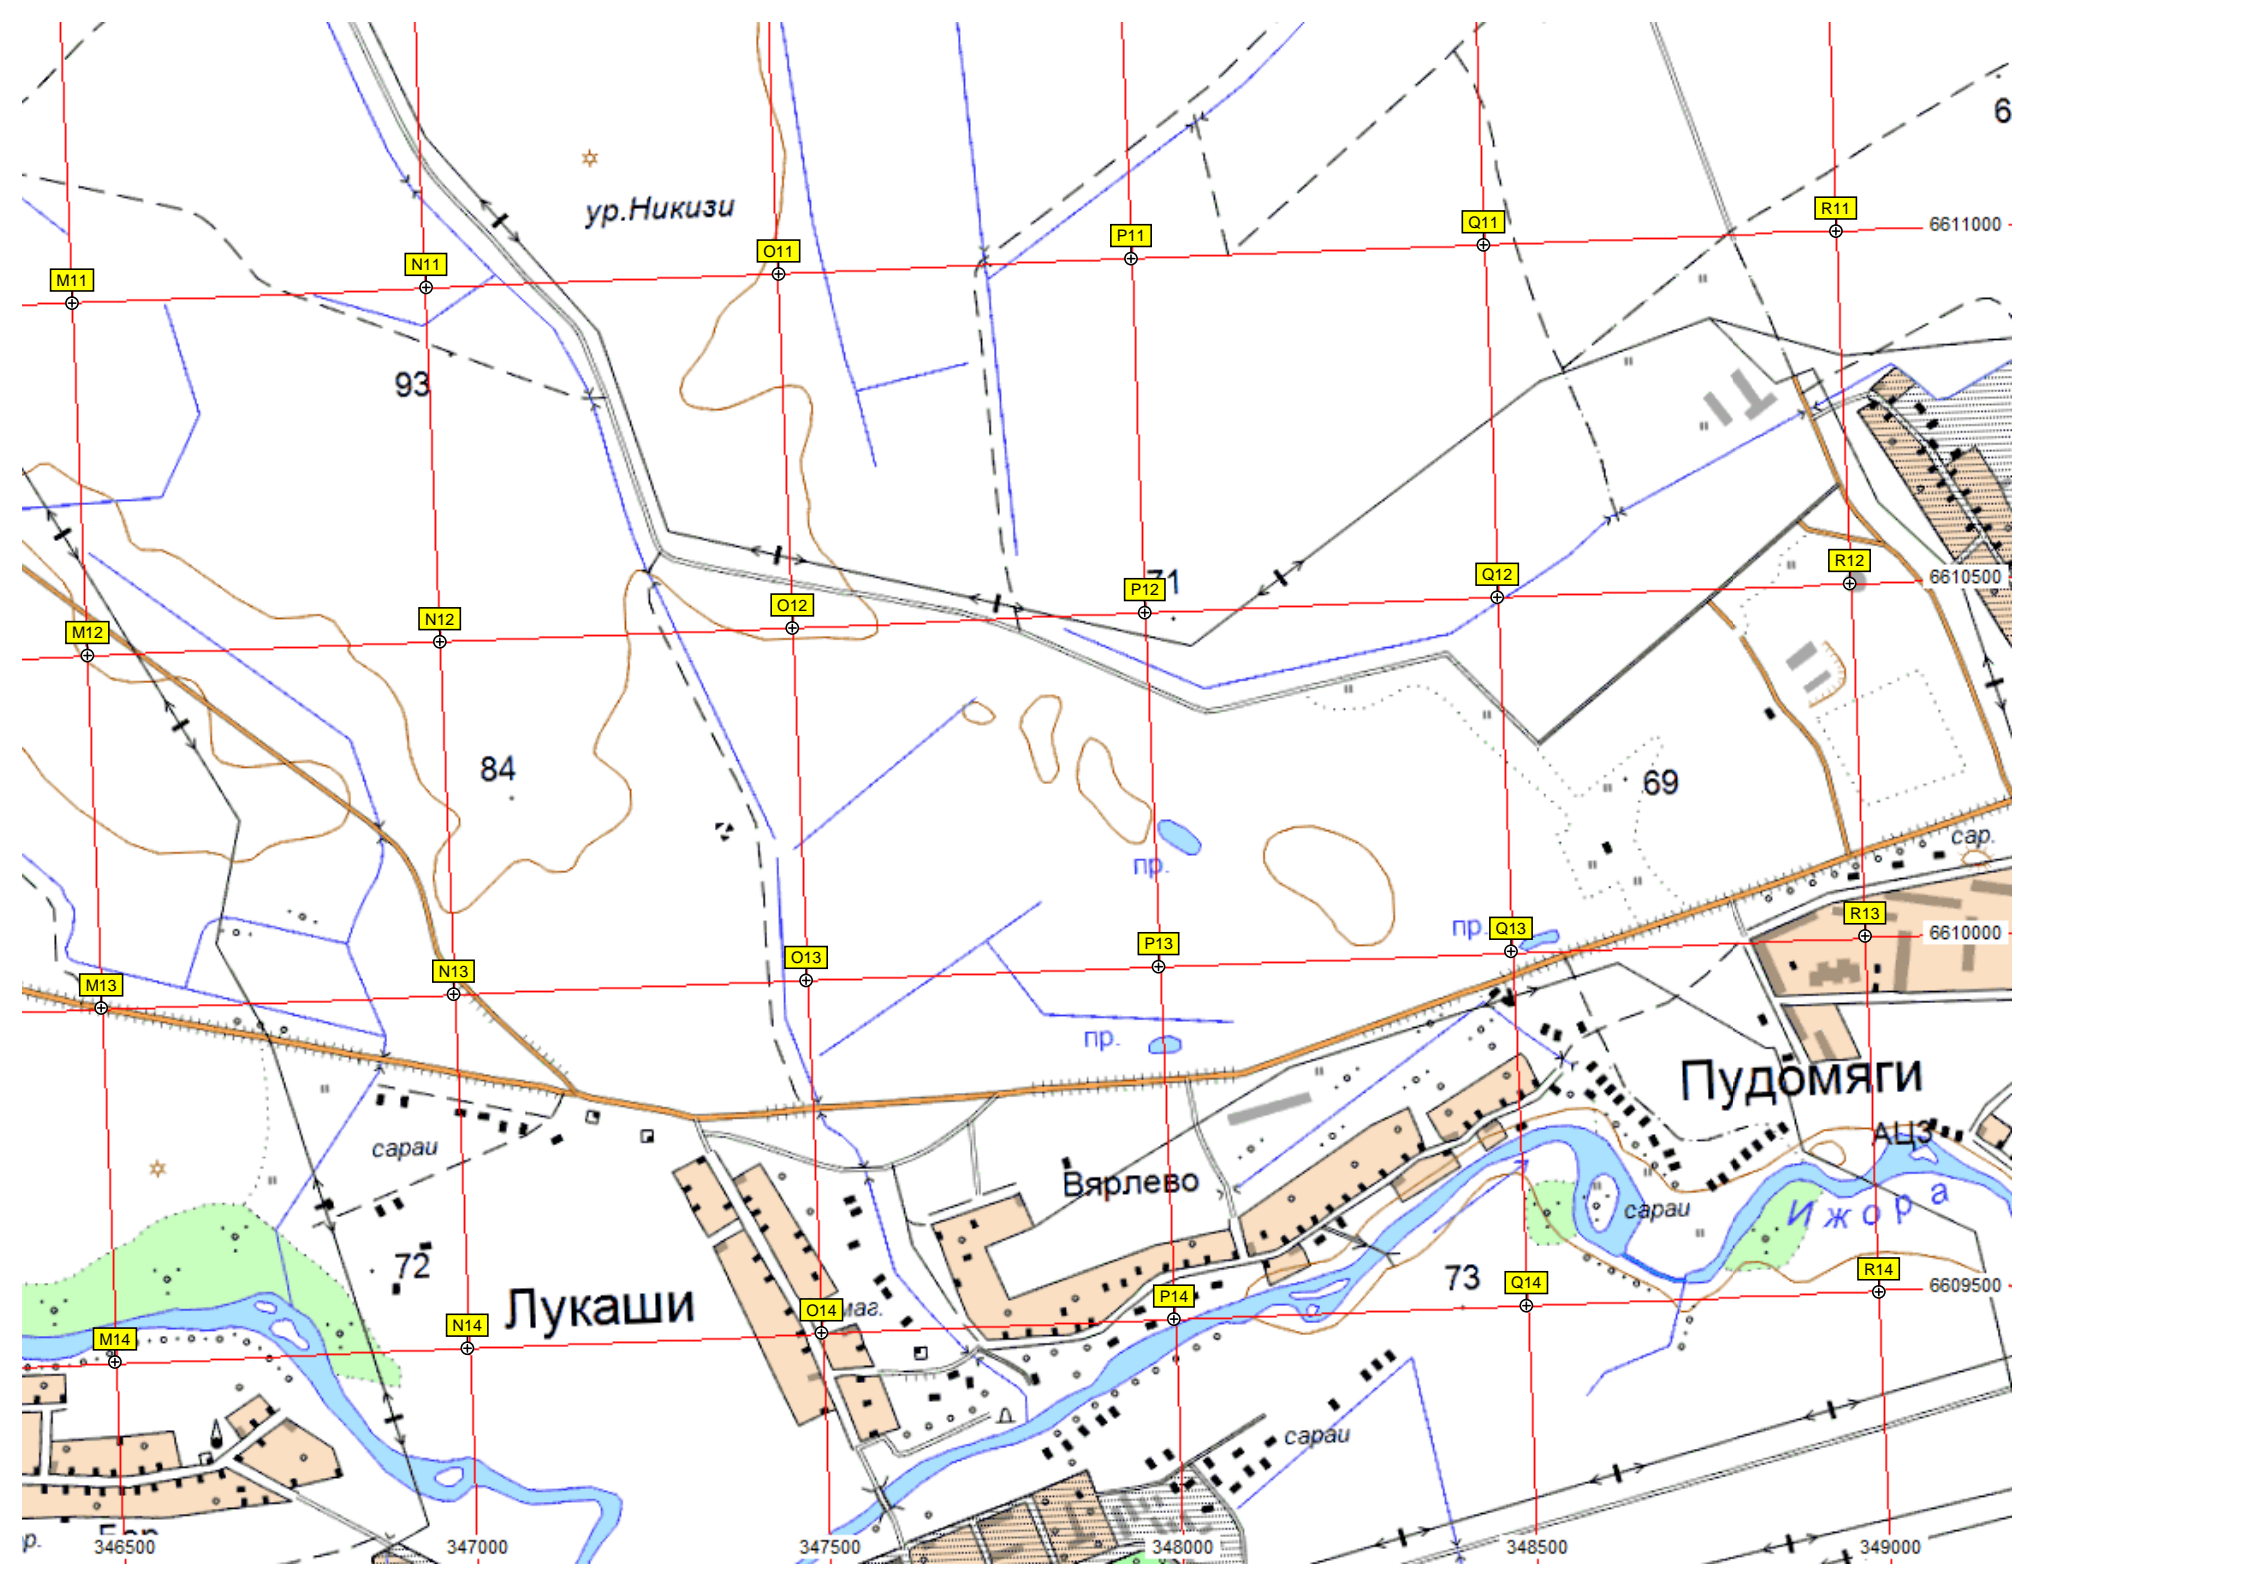 6
ур.Никизи
R11
Q11
6611000
P11
O11
N11
M11
93
R12
6610500
71
Q12
P12
O12
N12
M12
84
69
сар.
пр.
R13
пр.
Q13
6610000
P13
O13
N13
M13
пр.
Пудомяги
АЦЗ
сараи
Вярлево
Ижора
сараи
72
73
R14
6609500
Q14
P14
Лукаши
O14
маг.
N14
M14
сараи
р.
346500
347000
347500
348000
348500
349000